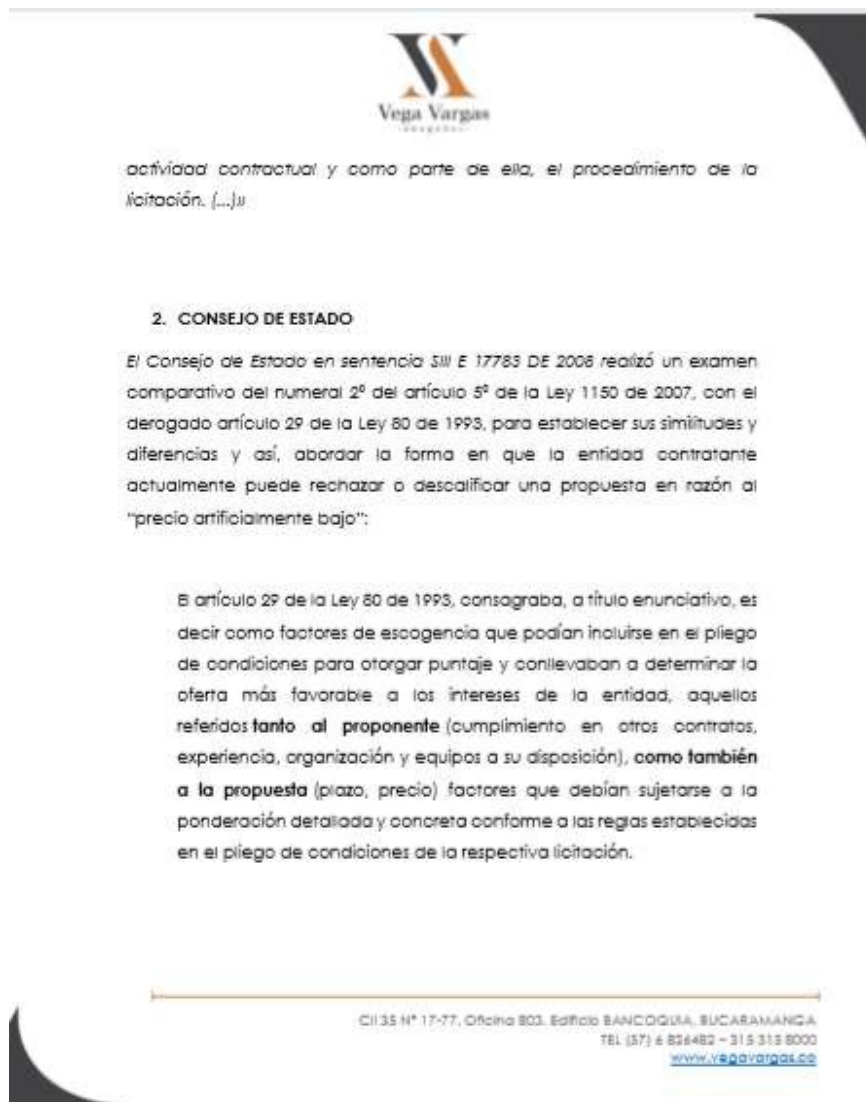 Vega Vargas
abogados
actividad contractual y como parte de ella, el procedimiento de la
licitación. (...)»
2. CONSEJO DE ESTADO
El Consejo de Estado en sentencia SIII E 17783 DE 2008 realizó un examen
comparativo del numeral 2º del artículo 5º de la Ley 1150 de 2007, con el
derogado artículo 29 de la Ley 80 de 1993, para establecer sus similitudes y
diferencias y así, abordar la forma en que la entidad contratante
actualmente puede rechazar o descalificar una propuesta en razón al
“precio artificialmente bajo”:
El artículo 29 de la Ley 80 de 1993, consagraba, a título enunciativo, es
decir como factores de escogencia que podían incluirse en el pliego
de condiciones para otorgar puntaje y conllevaban a determinar la
oferta más favorable a los intereses de la entidad, aquellos
referidos tanto al proponente (cumplimiento en otros contratos,
experiencia, organización y equipos a su disposición), como también
a la propuesta (plazo, precio) factores que debían sujetarse a la
ponderación detallada y concreta conforme a las reglas establecidas
en el pliego de condiciones de la respectiva licitación.
Cll 35 Nº 17-77, Oficina 803, Edificio BANCOQUIA, BUCARAMANGA
TEL (57) 6 826482 – 315 313 8000
www.vegavargas.co